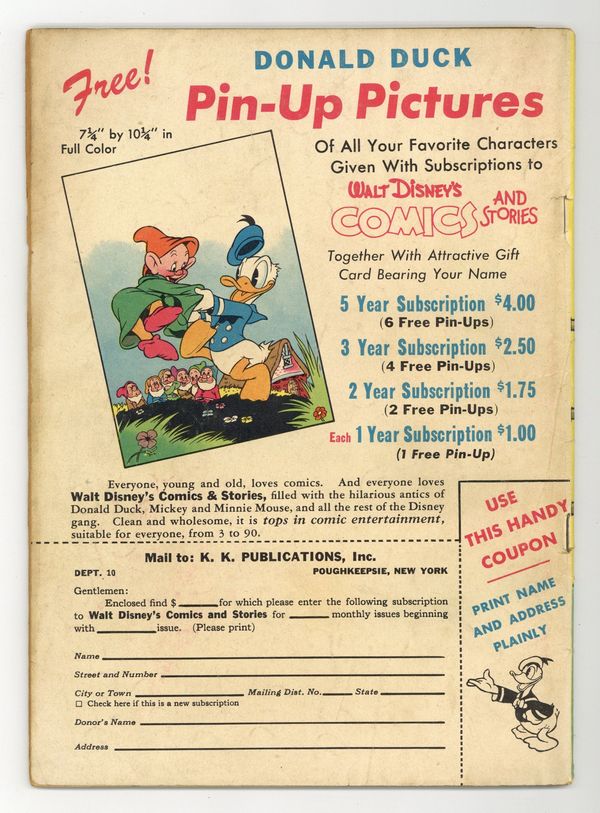 Free!
DONALD DUCK
Pin-Up Pictures
7¼" by 10¼" in
Full Color
Of All Your Favorite Characters
Given With Subscriptions to
WALT DISNEY'S
COMICS AND STORIES
Together With Attractive Gift
Card Bearing Your Name
5 Year Subscription $4.00
(6 Free Pin-Ups)
3 Year Subscription $2.50
(4 Free Pin-Ups)
2 Year Subscription $1.75
(2 Free Pin-Ups)
Each 1 Year Subscription $1.00
(1 Free Pin-Up)
Everyone, young and old, loves comics. And everyone loves
Walt Disney's Comics & Stories, filled with the hilarious antics of
Donald Duck, Mickey and Minnie Mouse, and all the rest of the Disney
gang. Clean and wholesome, it is tops in comic entertainment,
suitable for everyone, from 3 to 90.
USE
THIS HANDY
COUPON
PRINT NAME
AND ADDRESS
PLAINLY
Mail to: K. K. PUBLICATIONS, Inc.
DEPT. 10 POUGHKEEPSIE, NEW YORK
Gentlemen:
Enclosed find $ for which please enter the following subscription
to Walt Disney's Comics and Stories for monthly issues beginning
with issue. (Please print)
Name
Street and Number
City or Town Mailing Dist. No. State
☐ Check here if this is a new subscription
Donor's Name
Address